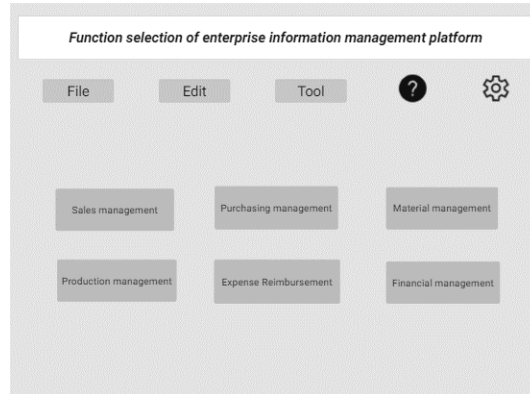 Function selection of enterprise information management platform
File Edit Tool ?
Sales management Purchasing management Material management
Production management Expense Reimbursement Financial management